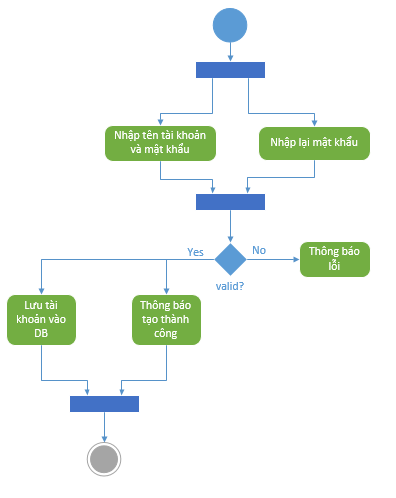 Nhập tên tài khoản
và mật khẩu
Nhập lại mật khẩu
Yes
No
valid?
Thông báo
lỗi
Lưu tài
khoản vào
DB
Thông báo
tạo thành
công